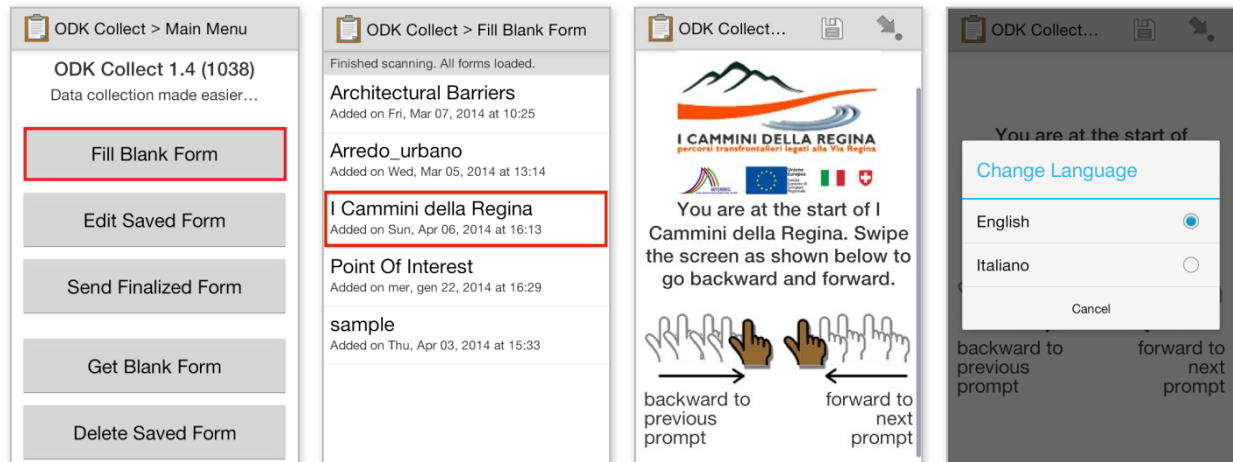 ODK Collect > Main Menu
ODK Collect 1.4 (1038)
Data collection made easier…
Fill Blank Form
Edit Saved Form
Send Finalized Form
Get Blank Form
Delete Saved Form
ODK Collect > Fill Blank Form
Finished scanning. All forms loaded.
Architectural Barriers
Added on Fri, Mar 07, 2014 at 10:25
Arredo_urbano
Added on Wed, Mar 05, 2014 at 13:14
I Cammini della Regina
Added on Sun, Apr 06, 2014 at 16:13
Point Of Interest
Added on mer, gen 22, 2014 at 16:29
sample
Added on Thu, Apr 03, 2014 at 15:33
ODK Collect…
I CAMMINI DELLA REGINA
percorsi transfrontalieri legati alla Via Regina
You are at the start of I
Cammini della Regina. Swipe
the screen as shown below to
go backward and forward.
backward to
previous
prompt
forward to
next
prompt
ODK Collect…
You are at the start of
Change Language
English
Italiano
Cancel
backward to
previous
prompt
forward to
next
prompt